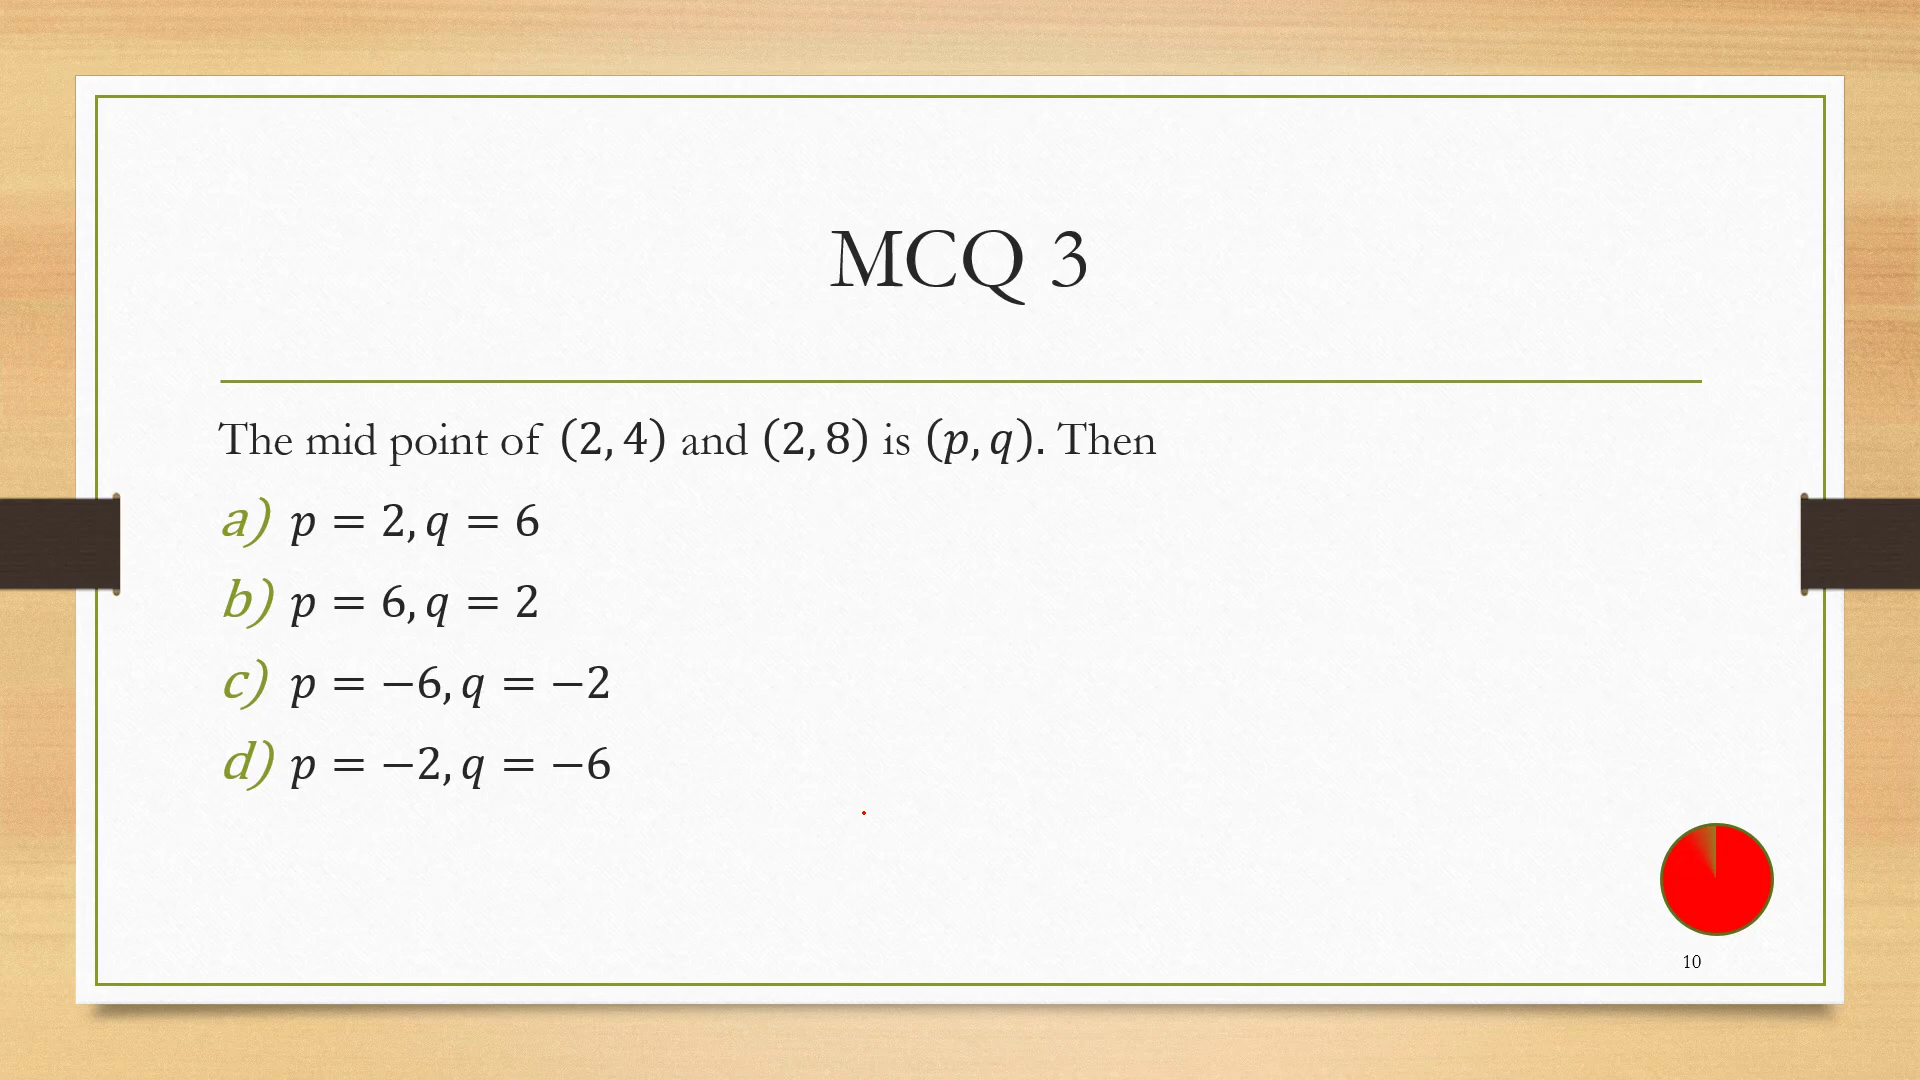 MCQ 3
The mid point of (2, 4) and (2, 8) is (p, q). Then
a) p = 2, q = 6
b) p = 6, q = 2
c) p = −6, q = −2
d) p = −2, q = −6
10